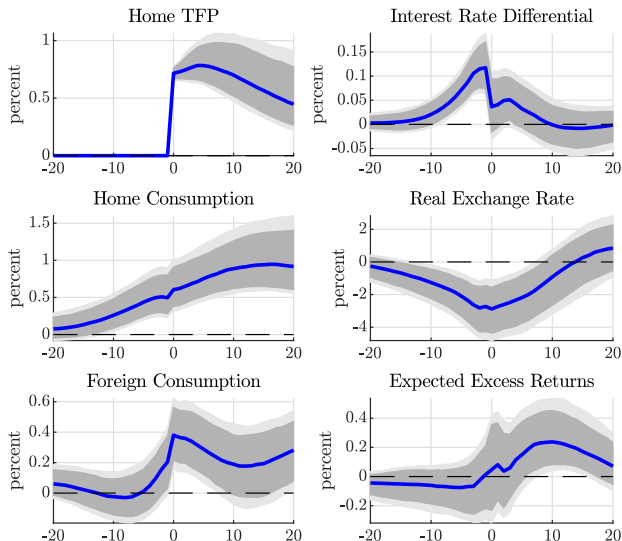 Home TFP
percent
1
0.5
0
-20 -10 0 10 20
Interest Rate Differential
percent
0.15
0.1
0.05
0
-0.05
-20 -10 0 10 20
Home Consumption
percent
1.5
1
0.5
0
-20 -10 0 10 20
Real Exchange Rate
percent
2
0
-2
-4
-20 -10 0 10 20
Foreign Consumption
percent
0.6
0.4
0.2
0
-20 -10 0 10 20
Expected Excess Returns
percent
0.4
0.2
0
-0.2
-20 -10 0 10 20